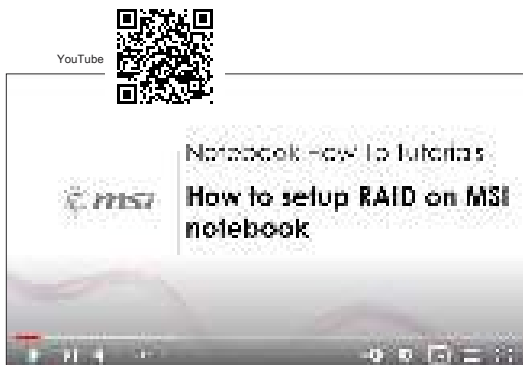 YouTube
Notebook How To Tutorials
msi
How to setup RAID on MSI
notebook